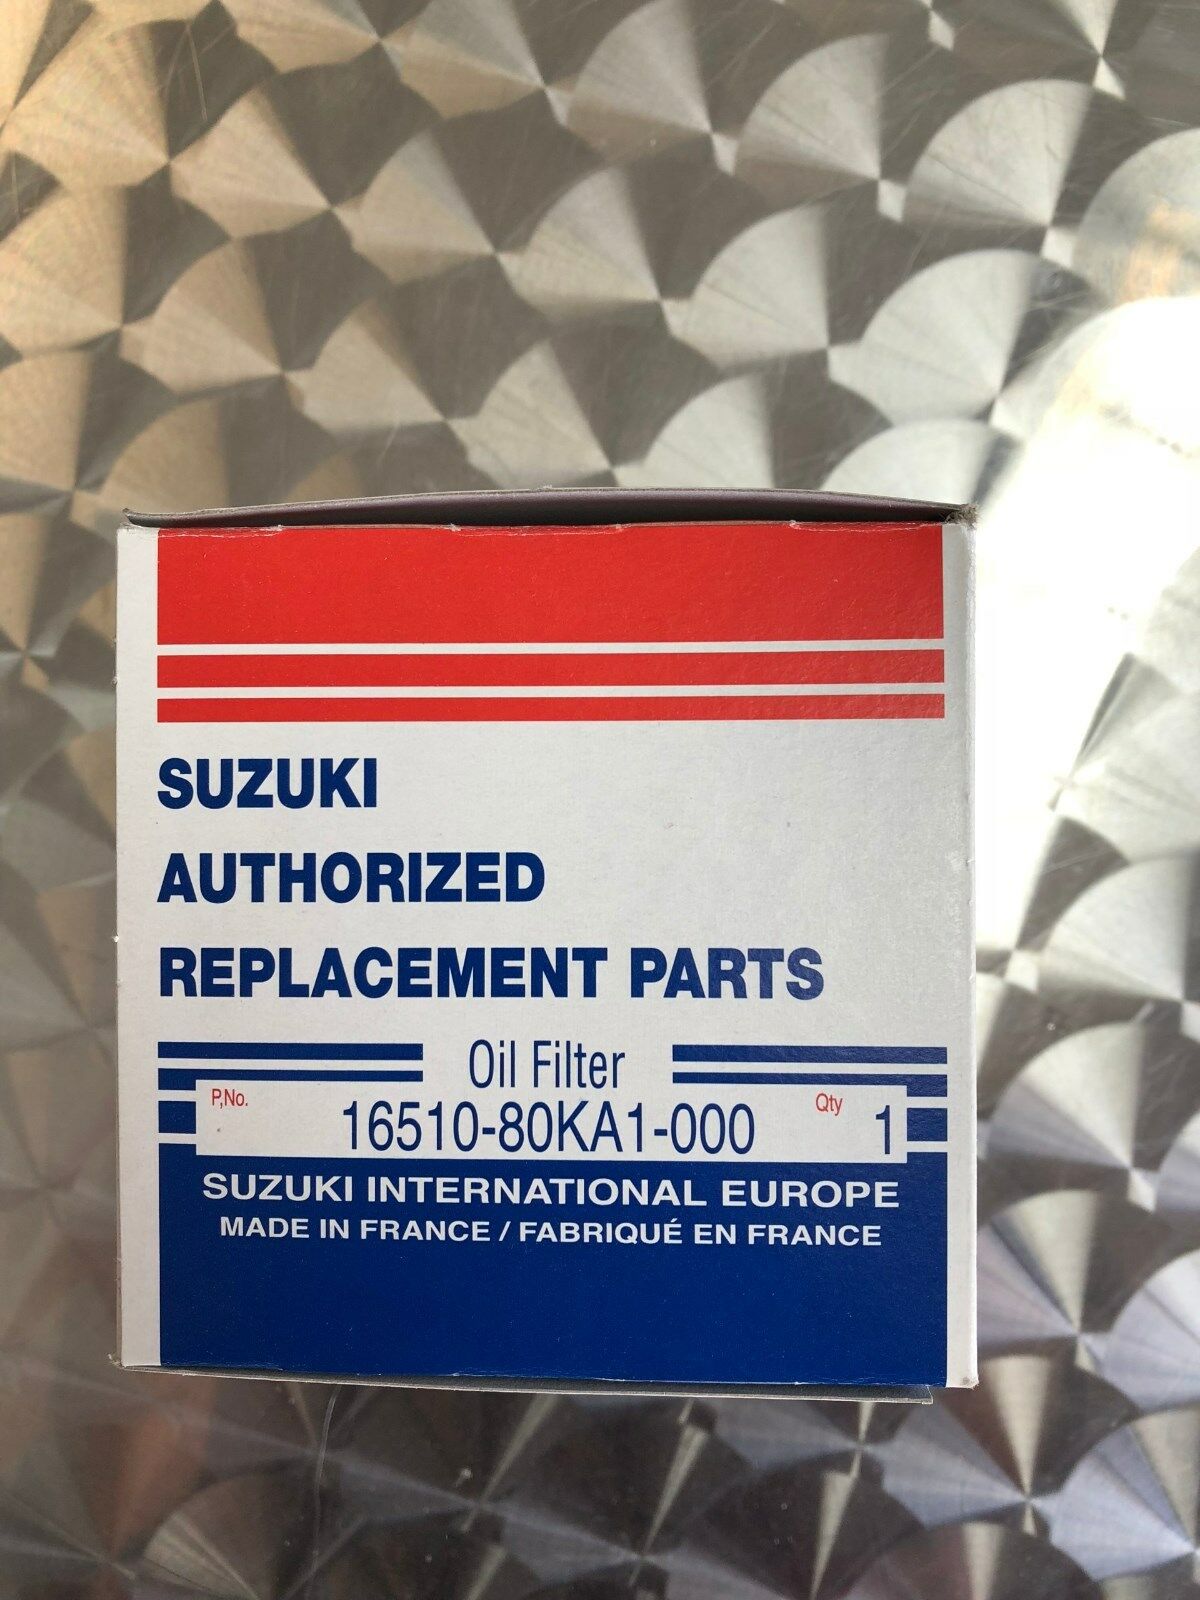 SUZUKI
AUTHORIZED
REPLACEMENT PARTS
Oil Filter
P,No. 16510-80KA1-000 Qty 1
SUZUKI INTERNATIONAL EUROPE
MADE IN FRANCE / FABRIQUÉ EN FRANCE